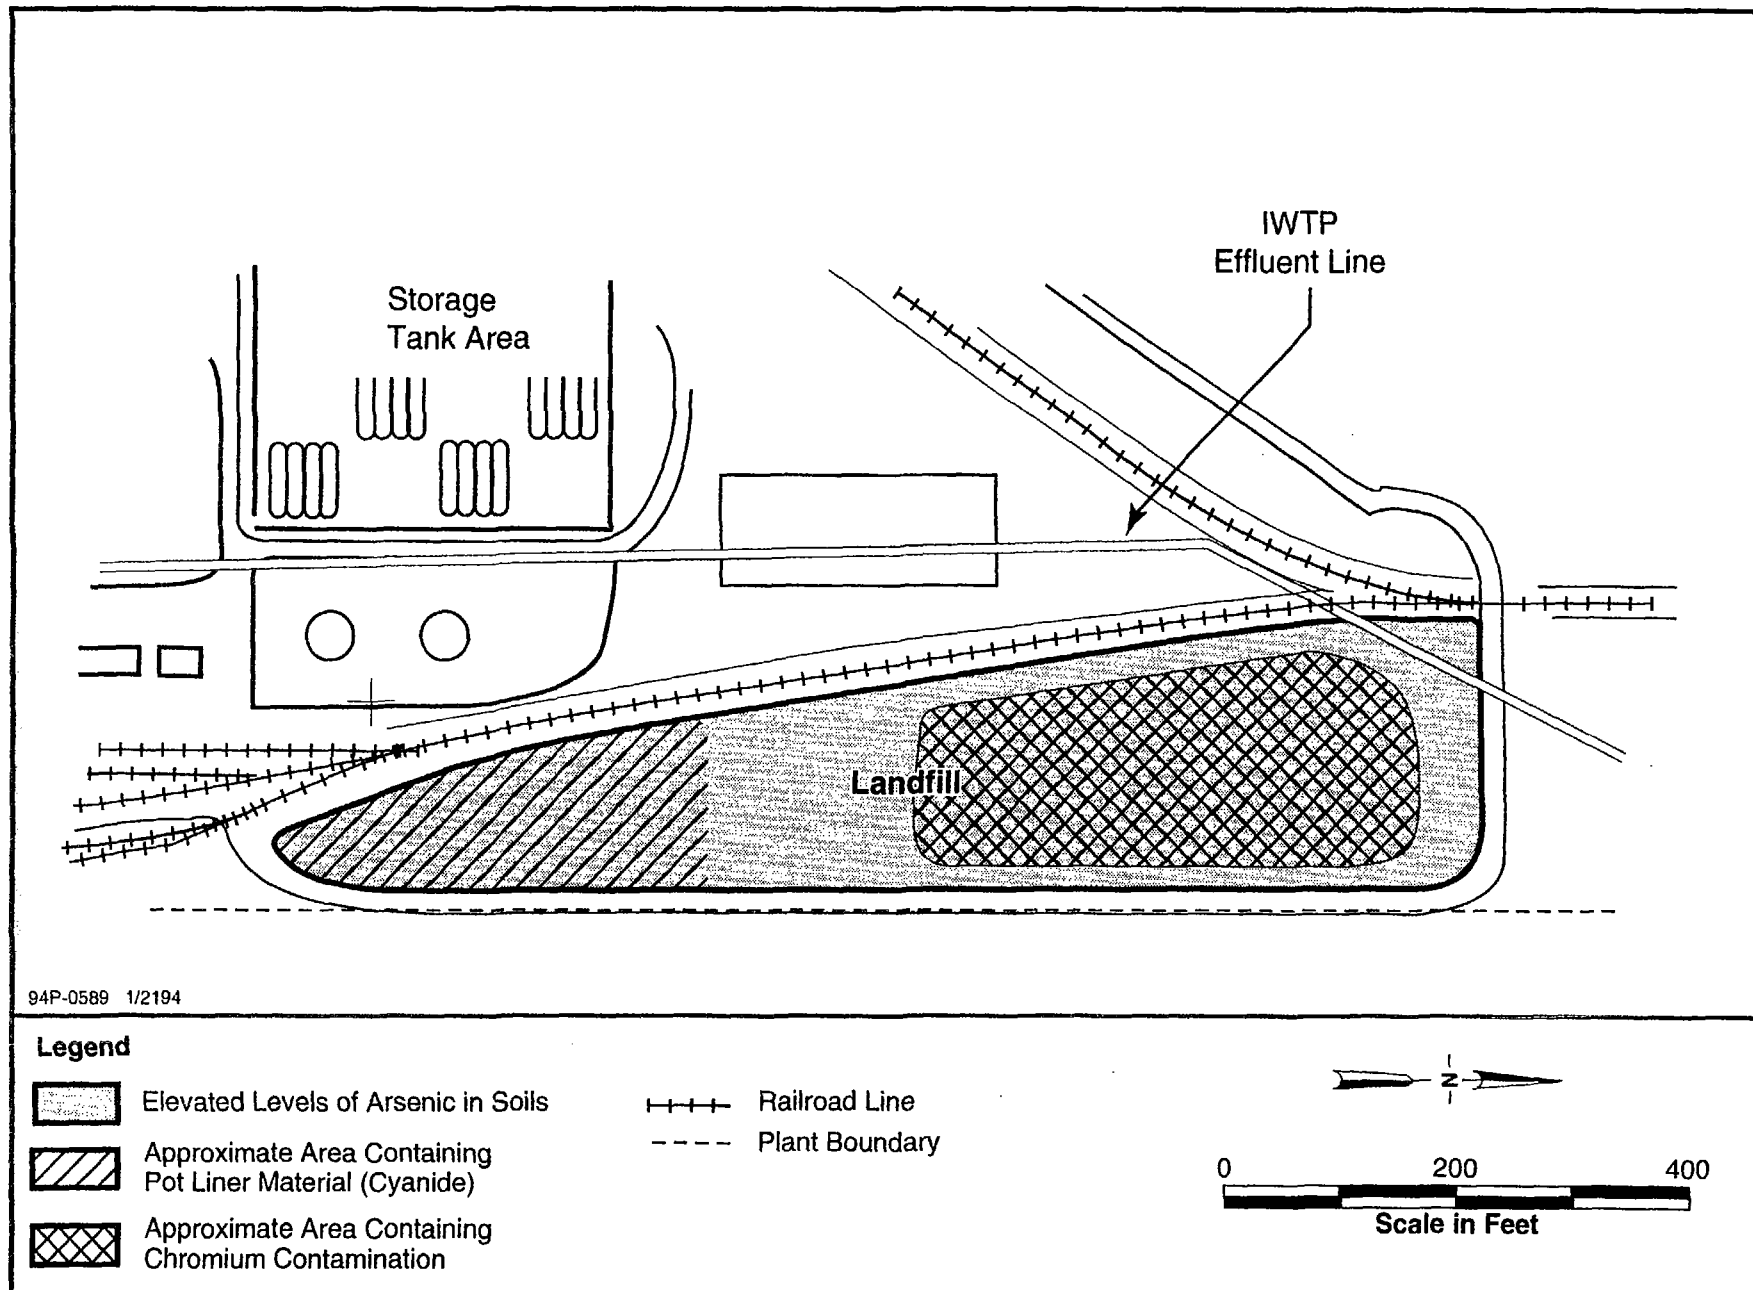 IWTP
Effluent Line
Storage
Tank Area
Landfill
94P-0589 1/2194
Legend
Elevated Levels of Arsenic in Soils
Approximate Area Containing
Pot Liner Material (Cyanide)
Approximate Area Containing
Chromium Contamination
Railroad Line
Plant Boundary
N
0 200 400
Scale in Feet